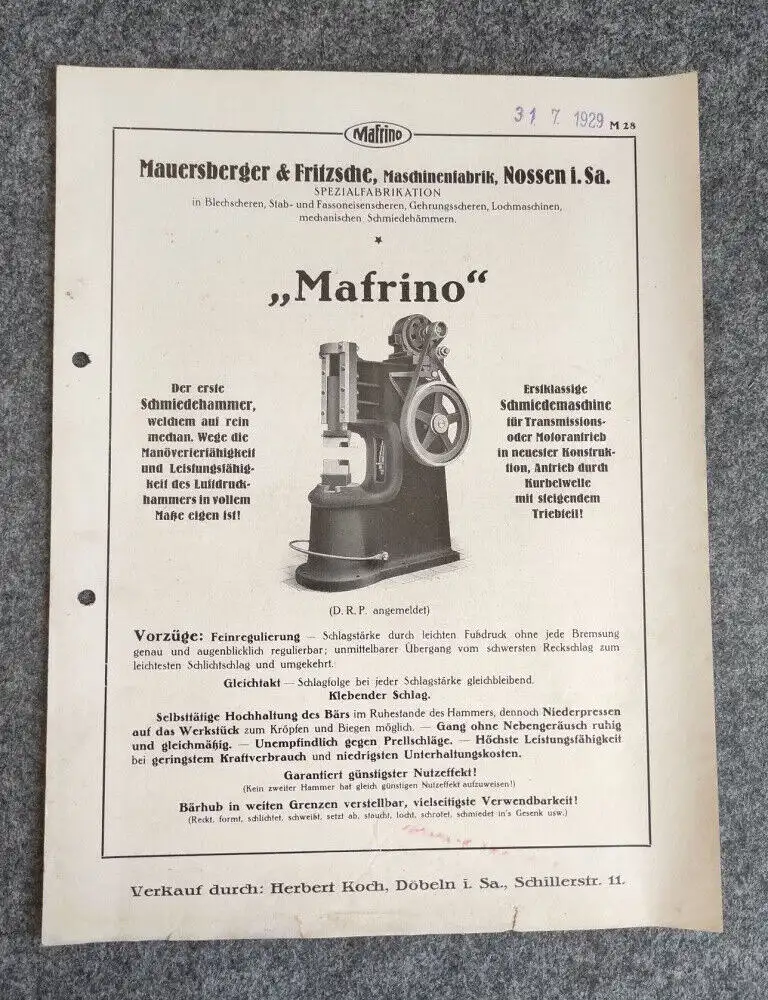 31 7. 1929 M 28
Mafrino
Mauersberger & Fritzsche, Maschinenfabrik, Nossen i. Sa.
SPEZIALFABRIKATION
in Blechscheren, Stab- und Fassoneisenscheren, Gehrungsscheren, Lochmaschinen,
mechanischen Schmiedehämmern.
„Mafrino“
Der erste
Schmiedehammer,
welchem auf rein
mechan. Wege die
Manöverierfähigkeit
und Leistungsfähig-
keit des Luftdruck-
hammers in vollem
Maße eigen ist!
Erstklassige
Schmiedemaschine
für Transmissions-
oder Motorantrieb
in neuester Konstruk-
tion, Antrieb durch
Kurbelwelle
mit steigendem
Triebteil!
(D. R. P. angemeldet)
Vorzüge: Feinregulierung — Schlagstärke durch leichten Fußdruck ohne jede Bremsung
genau und augenblicklich regulierbar; unmittelbarer Übergang vom schwersten Reckschlag zum
leichtesten Schlichtschlag und umgekehrt.
Gleichtakt — Schlagfolge bei jeder Schlagstärke gleichbleibend.
Klebender Schlag.
Selbsttätige Hochhaltung des Bärs im Ruhestande des Hammers, dennoch Niederpressen
auf das Werkstück zum Kröpfen und Biegen möglich. — Gang ohne Nebengeräusch ruhig
und gleichmäßig. — Unempfindlich gegen Prellschläge. — Höchste Leistungsfähigkeit
bei geringstem Kraftverbrauch und niedrigsten Unterhaltungskosten.
Garantiert günstigster Nutzeffekt!
(Kein zweiter Hammer hat gleich günstigen Nutzeffekt aufzuweisen!)
Bärhub in weiten Grenzen verstellbar, vielseitigste Verwendbarkeit!
(Reckt, formt, schlichtet, schweißt, setzt ab, staucht, locht, schrotet, schmiedet in's Gesenk usw.)
Verkauf durch: Herbert Koch, Döbeln i. Sa., Schillerstr. 11.